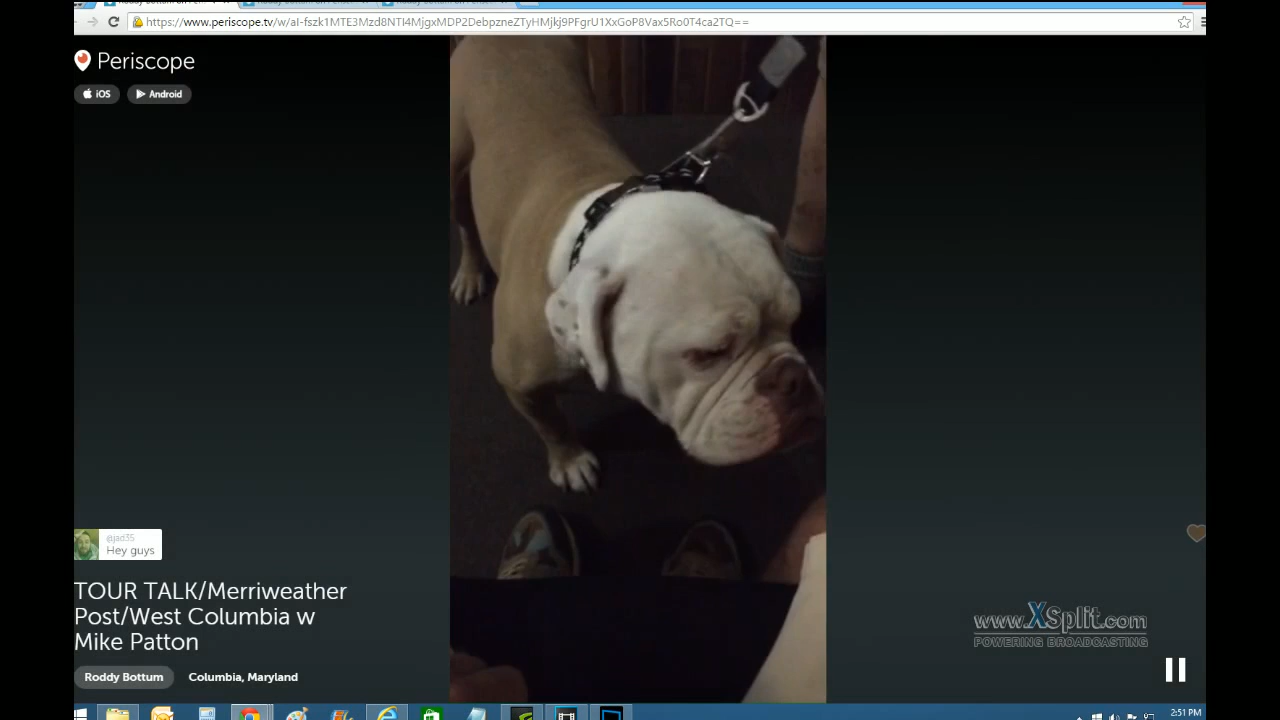 https://www.periscope.tv/w/aI-fszk1MTE3Mzd8NTI4MjgxMDP2DebpzneZTyHMjkj9PFgrU1XxGoP8Vax5Ro0T4ca2TQ==
Periscope
iOS
Android
@jad35
Hey guys
TOUR TALK/Merriweather
Post/West Columbia w
Mike Patton
Roddy Bottum
Columbia, Maryland
www.XSplit.com
POWERING BROADCASTING
2:51 PM